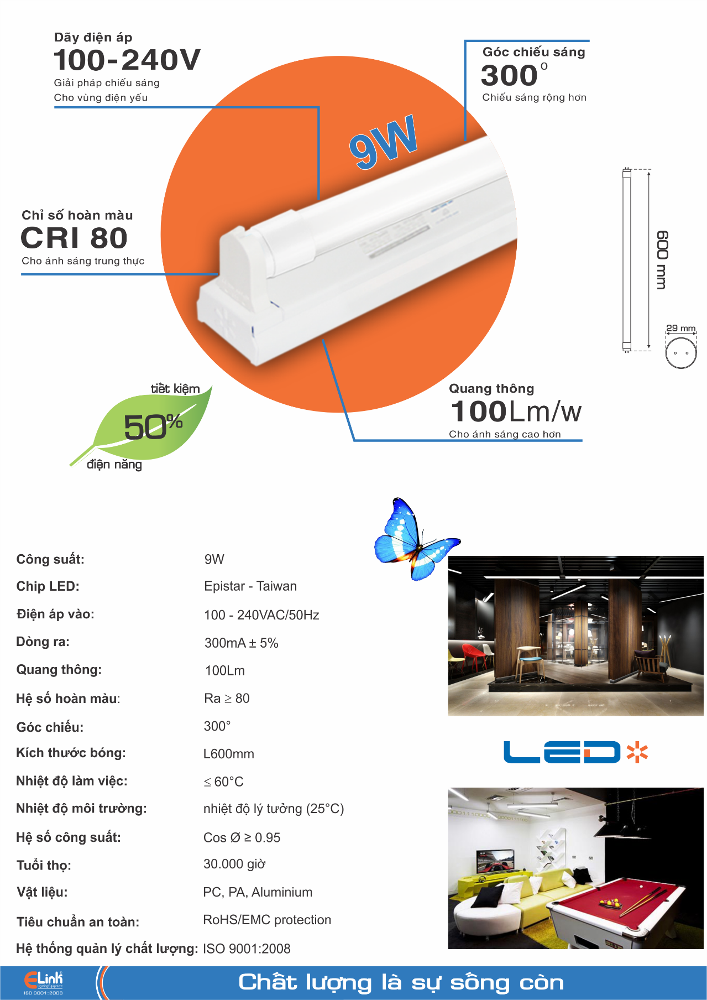 Dãy điện áp
100-240V
Giải pháp chiếu sáng
Cho vùng điện yếu
Góc chiếu sáng
300°
Chiếu sáng rộng hơn
9W
Chỉ số hoàn màu
CRI 80
Cho ánh sáng trung thực
600 mm
29 mm
Quang thông
100Lm/w
Cho ánh sáng cao hơn
tiết kiệm
50%
điện năng
Công suất: 9W
Chip LED: Epistar - Taiwan
Điện áp vào: 100 - 240VAC/50Hz
Dòng ra: 300mA ± 5%
Quang thông: 100Lm
Hệ số hoàn màu: Ra ≥ 80
Góc chiếu: 300°
Kích thước bóng: L600mm
Nhiệt độ làm việc: ≤ 60°C
Nhiệt độ môi trường: nhiệt độ lý tưởng (25°C)
Hệ số công suất: Cos Ø ≥ 0.95
Tuổi thọ: 30.000 giờ
Vật liệu: PC, PA, Aluminium
Tiêu chuẩn an toàn: RoHS/EMC protection
Hệ thống quản lý chất lượng: ISO 9001:2008
LED
ELink®
Lighting Equipment
ISO 9001:2008
Chất lượng là sự sống còn